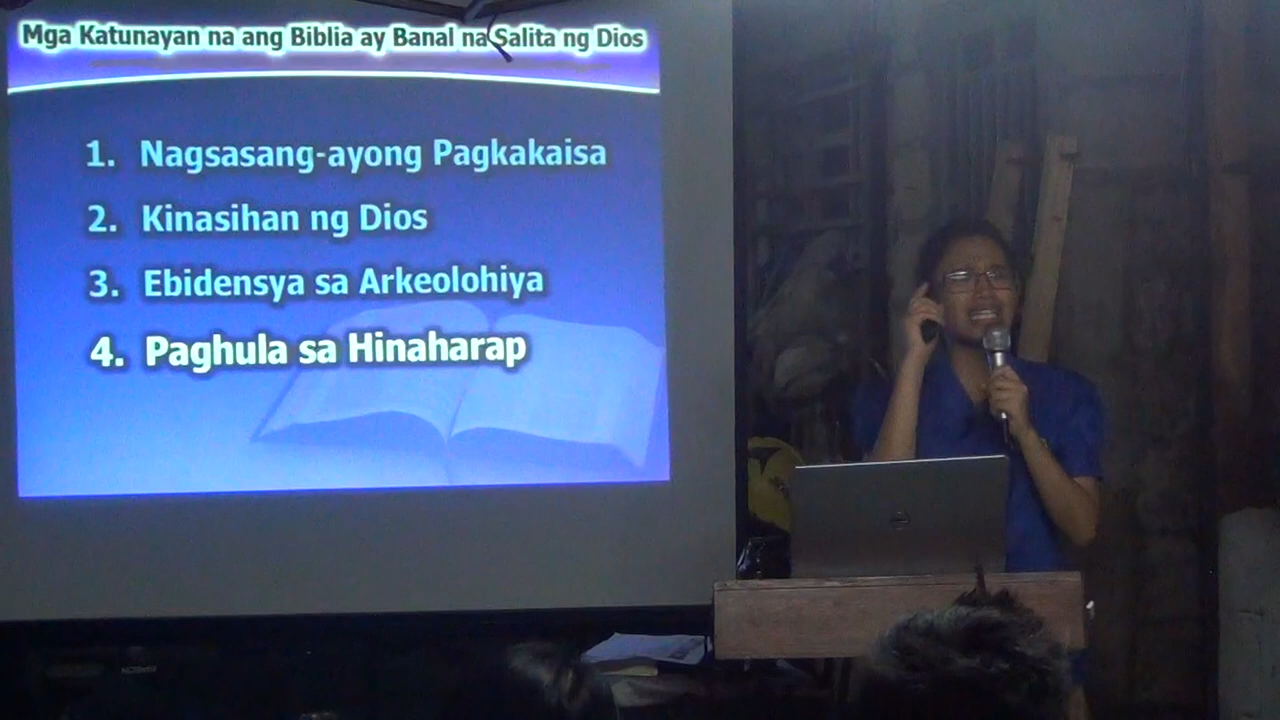 Mga Katunayan na ang Biblia ay Banal na Salita ng Dios
1. Nagsasang-ayong Pagkakaisa
2. Kinasihan ng Dios
3. Ebidensya sa Arkeolohiya
4. Paghula sa Hinaharap